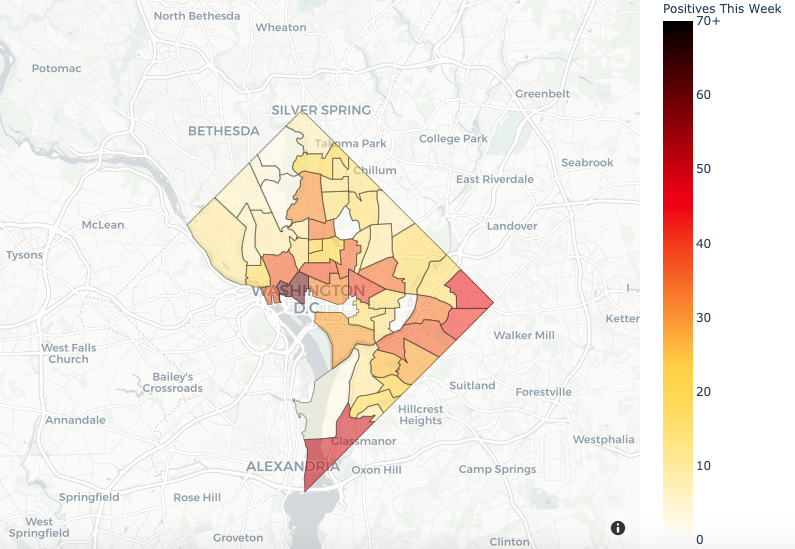 Positives This Week
70+
60
50
40
30
20
10
0
North Bethesda
Wheaton
Potomac
Greenbelt
SILVER SPRING
BETHESDA
Takoma Park
College Park
Chillum
Seabrook
East Riverdale
McLean
Landover
Tysons
WASHINGTON
D.C.
Ketter
Walker Mill
West Falls
Church
Bailey's
Crossroads
Suitland
Forestville
Annandale
Hillcrest
Heights
Glassmanor
Westphalia
ALEXANDRIA
Oxon Hill
Camp Springs
Springfield
Rose Hill
West
Springfield
Groveton
Clinton
i